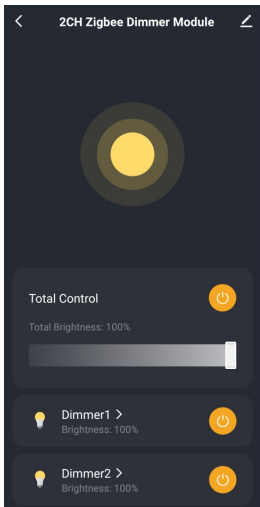 2CH Zigbee Dimmer Module
Total Control
Total Brightness: 100%
Dimmer1 >
Brightness: 100%
Dimmer2 >
Brightness: 100%